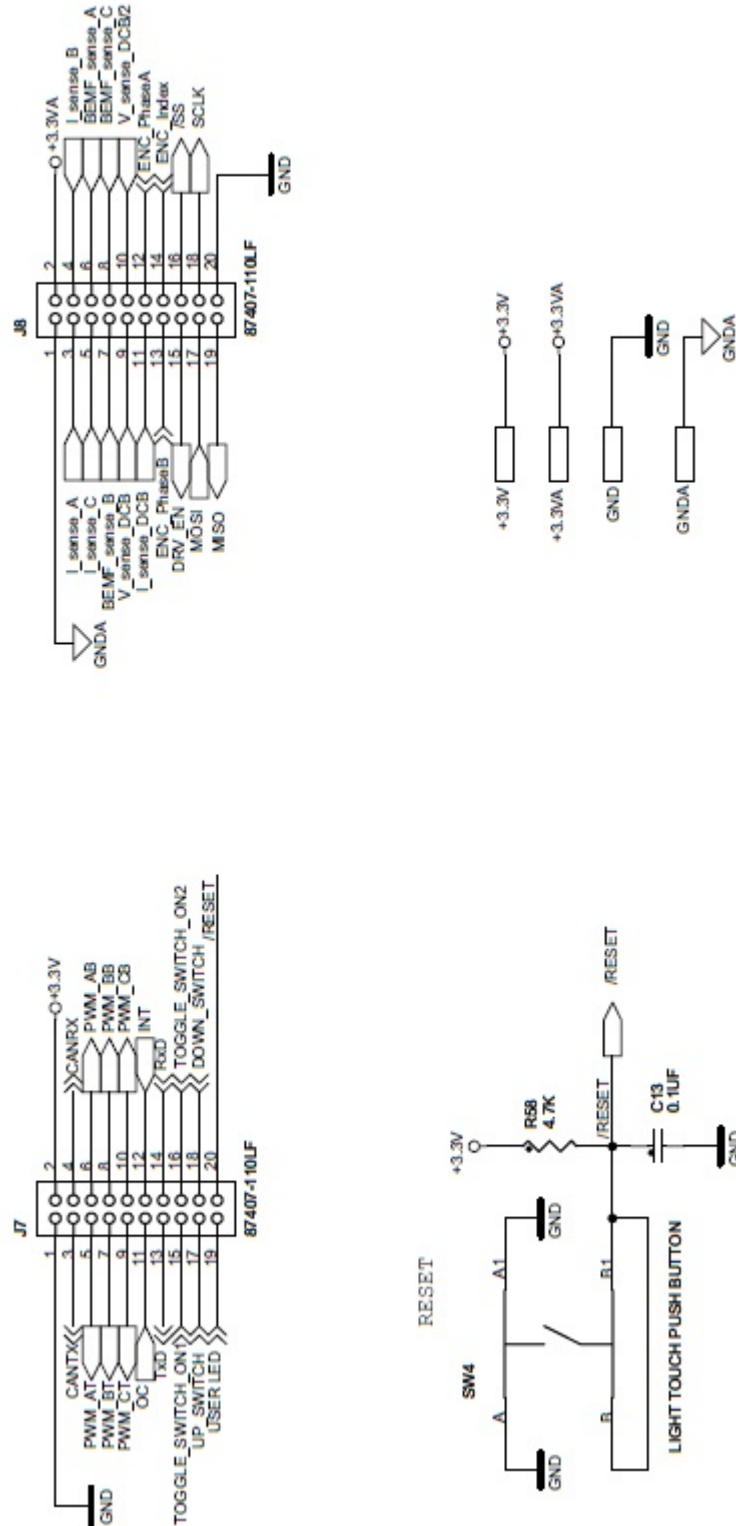 J7
1
2
+3.3V
GND
CANTX
3
4
CANRX
PWM_AT
5
6
PWM_AB
PWM_BT
7
8
PWM_BB
PWM_CT
9
10
PWM_CB
OC
11
12
INT
TxD
13
14
RxD
TOGGLE_SWITCH_ON1
15
16
TOGGLE_SWITCH_ON2
UP_SWITCH
17
18
DOWN_SWITCH
USER LED
19
20
/RESET
87407-110LF
J8
1
2
+3.3VA
GNDA
I_sense_A
3
4
I_sense_B
I_sense_C
5
6
BEMF_sense_A
BEMF_sense_B
7
8
BEMF_sense_C
V_sense_DCB
9
10
V_sense_DCB/2
I_sense_DCB
11
12
ENC_PhaseA
ENC_PhaseB
13
14
ENC_Index
DRV_EN
15
16
/SS
MOSI
17
18
SCLK
MISO
19
20
GND
87407-110LF
RESET
SW4
A
A1
GND
GND
B
B1
LIGHT TOUCH PUSH BUTTON
+3.3V
R58
4.7K
/RESET
/RESET
C13
0.1UF
GND
+3.3V
+3.3V
+3.3VA
+3.3VA
GND
GND
GNDA
GNDA